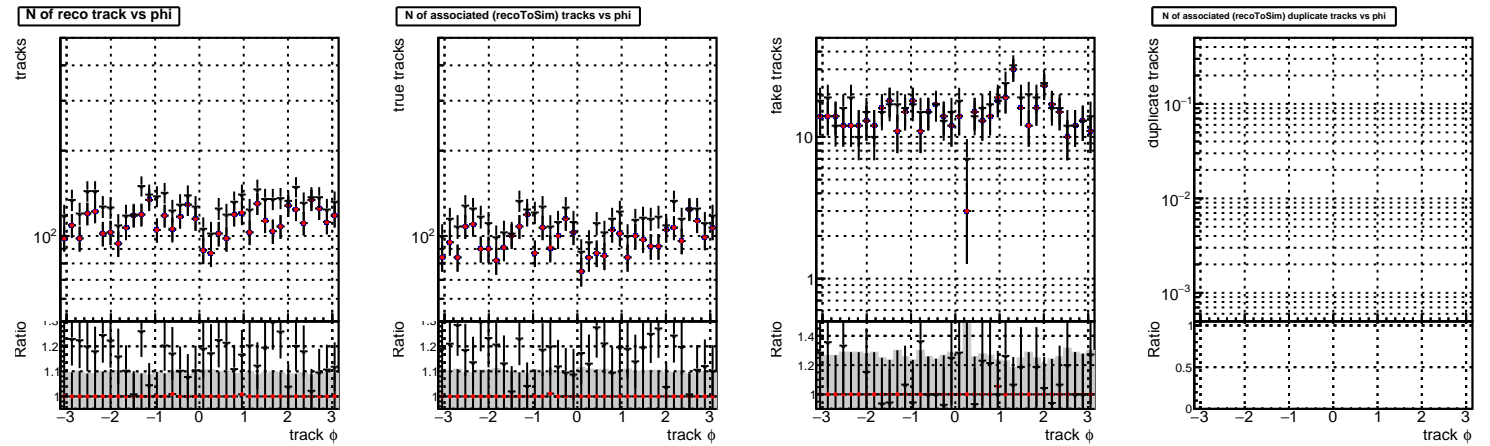 N of reco track vs phi
tracks
10²
Ratio
1.3
1.2
1.1
1
−3 −2 −1 0 1 2 3
track ϕ
N of associated (recoToSim) tracks vs phi
true tracks
10²
Ratio
1.3
1.2
1.1
1
−3 −2 −1 0 1 2 3
track ϕ
fake tracks
10
1
Ratio
1.4
1.2
1
−3 −2 −1 0 1 2 3
track ϕ
N of associated (recoToSim) duplicate tracks vs phi
duplicate tracks
10⁻¹
10⁻²
10⁻³
Ratio
1
0.5
0
−3 −2 −1 0 1 2 3
track ϕ